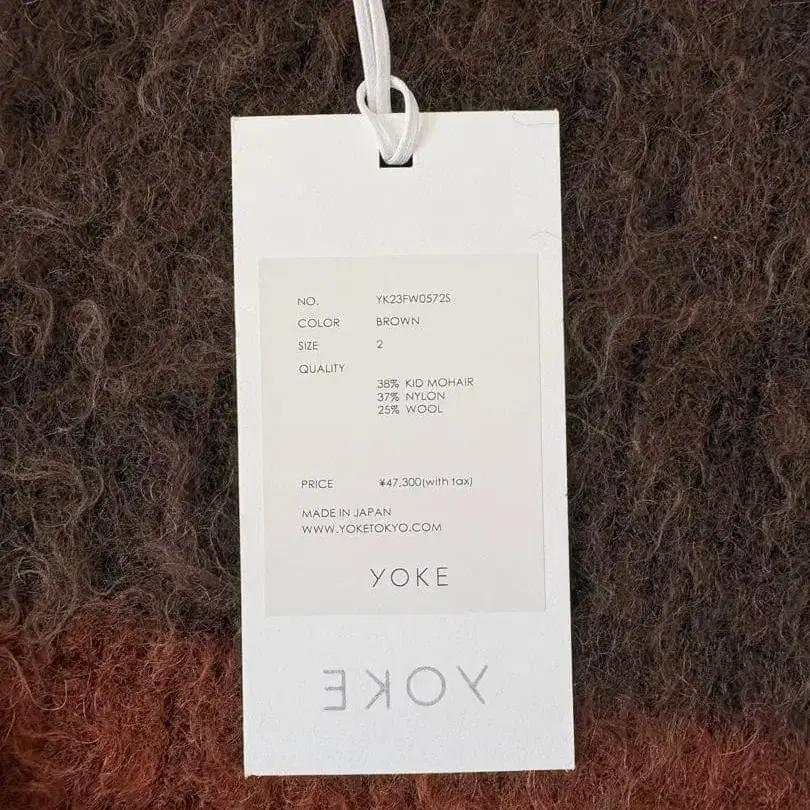 NO. YK23FW0572S
COLOR BROWN
SIZE 2
QUALITY
38% KID MOHAIR
37% NYLON
25% WOOL
PRICE ¥47,300(with tax)
MADE IN JAPAN
WWW.YOKETOKYO.COM
YOKE
YOKE